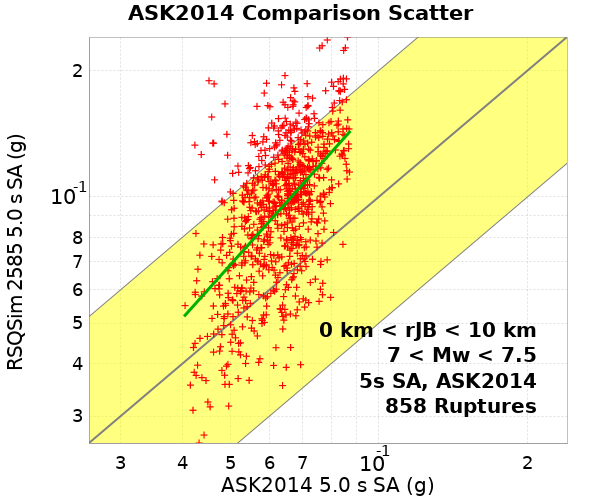 ASK2014 Comparison Scatter
RSQSim 2585 5.0 s SA (g)
2
10-1
8
7
6
5
4
3
0 km < rJB < 10 km
7 < Mw < 7.5
5s SA, ASK2014
858 Ruptures
3 4 5 6 7 10-1 2
ASK2014 5.0 s SA (g)